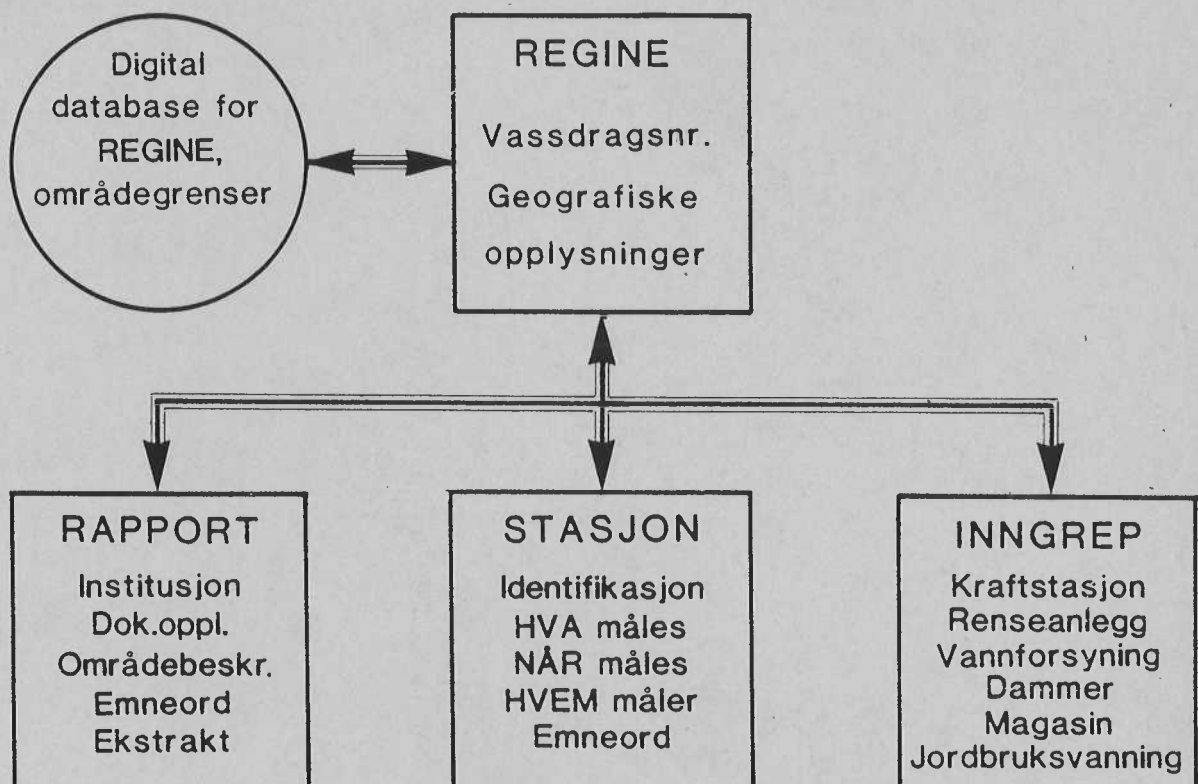 Digital
database for
REGINE,
områdegrenser
REGINE
Vassdragsnr.
Geografiske
opplysninger
RAPPORT
Institusjon
Dok.oppl.
Områdebeskr.
Emneord
Ekstrakt
STASJON
Identifikasjon
HVA måles
NÅR måles
HVEM måler
Emneord
INNGREP
Kraftstasjon
Renseanlegg
Vannforsyning
Dammer
Magasin
Jordbruksvanning